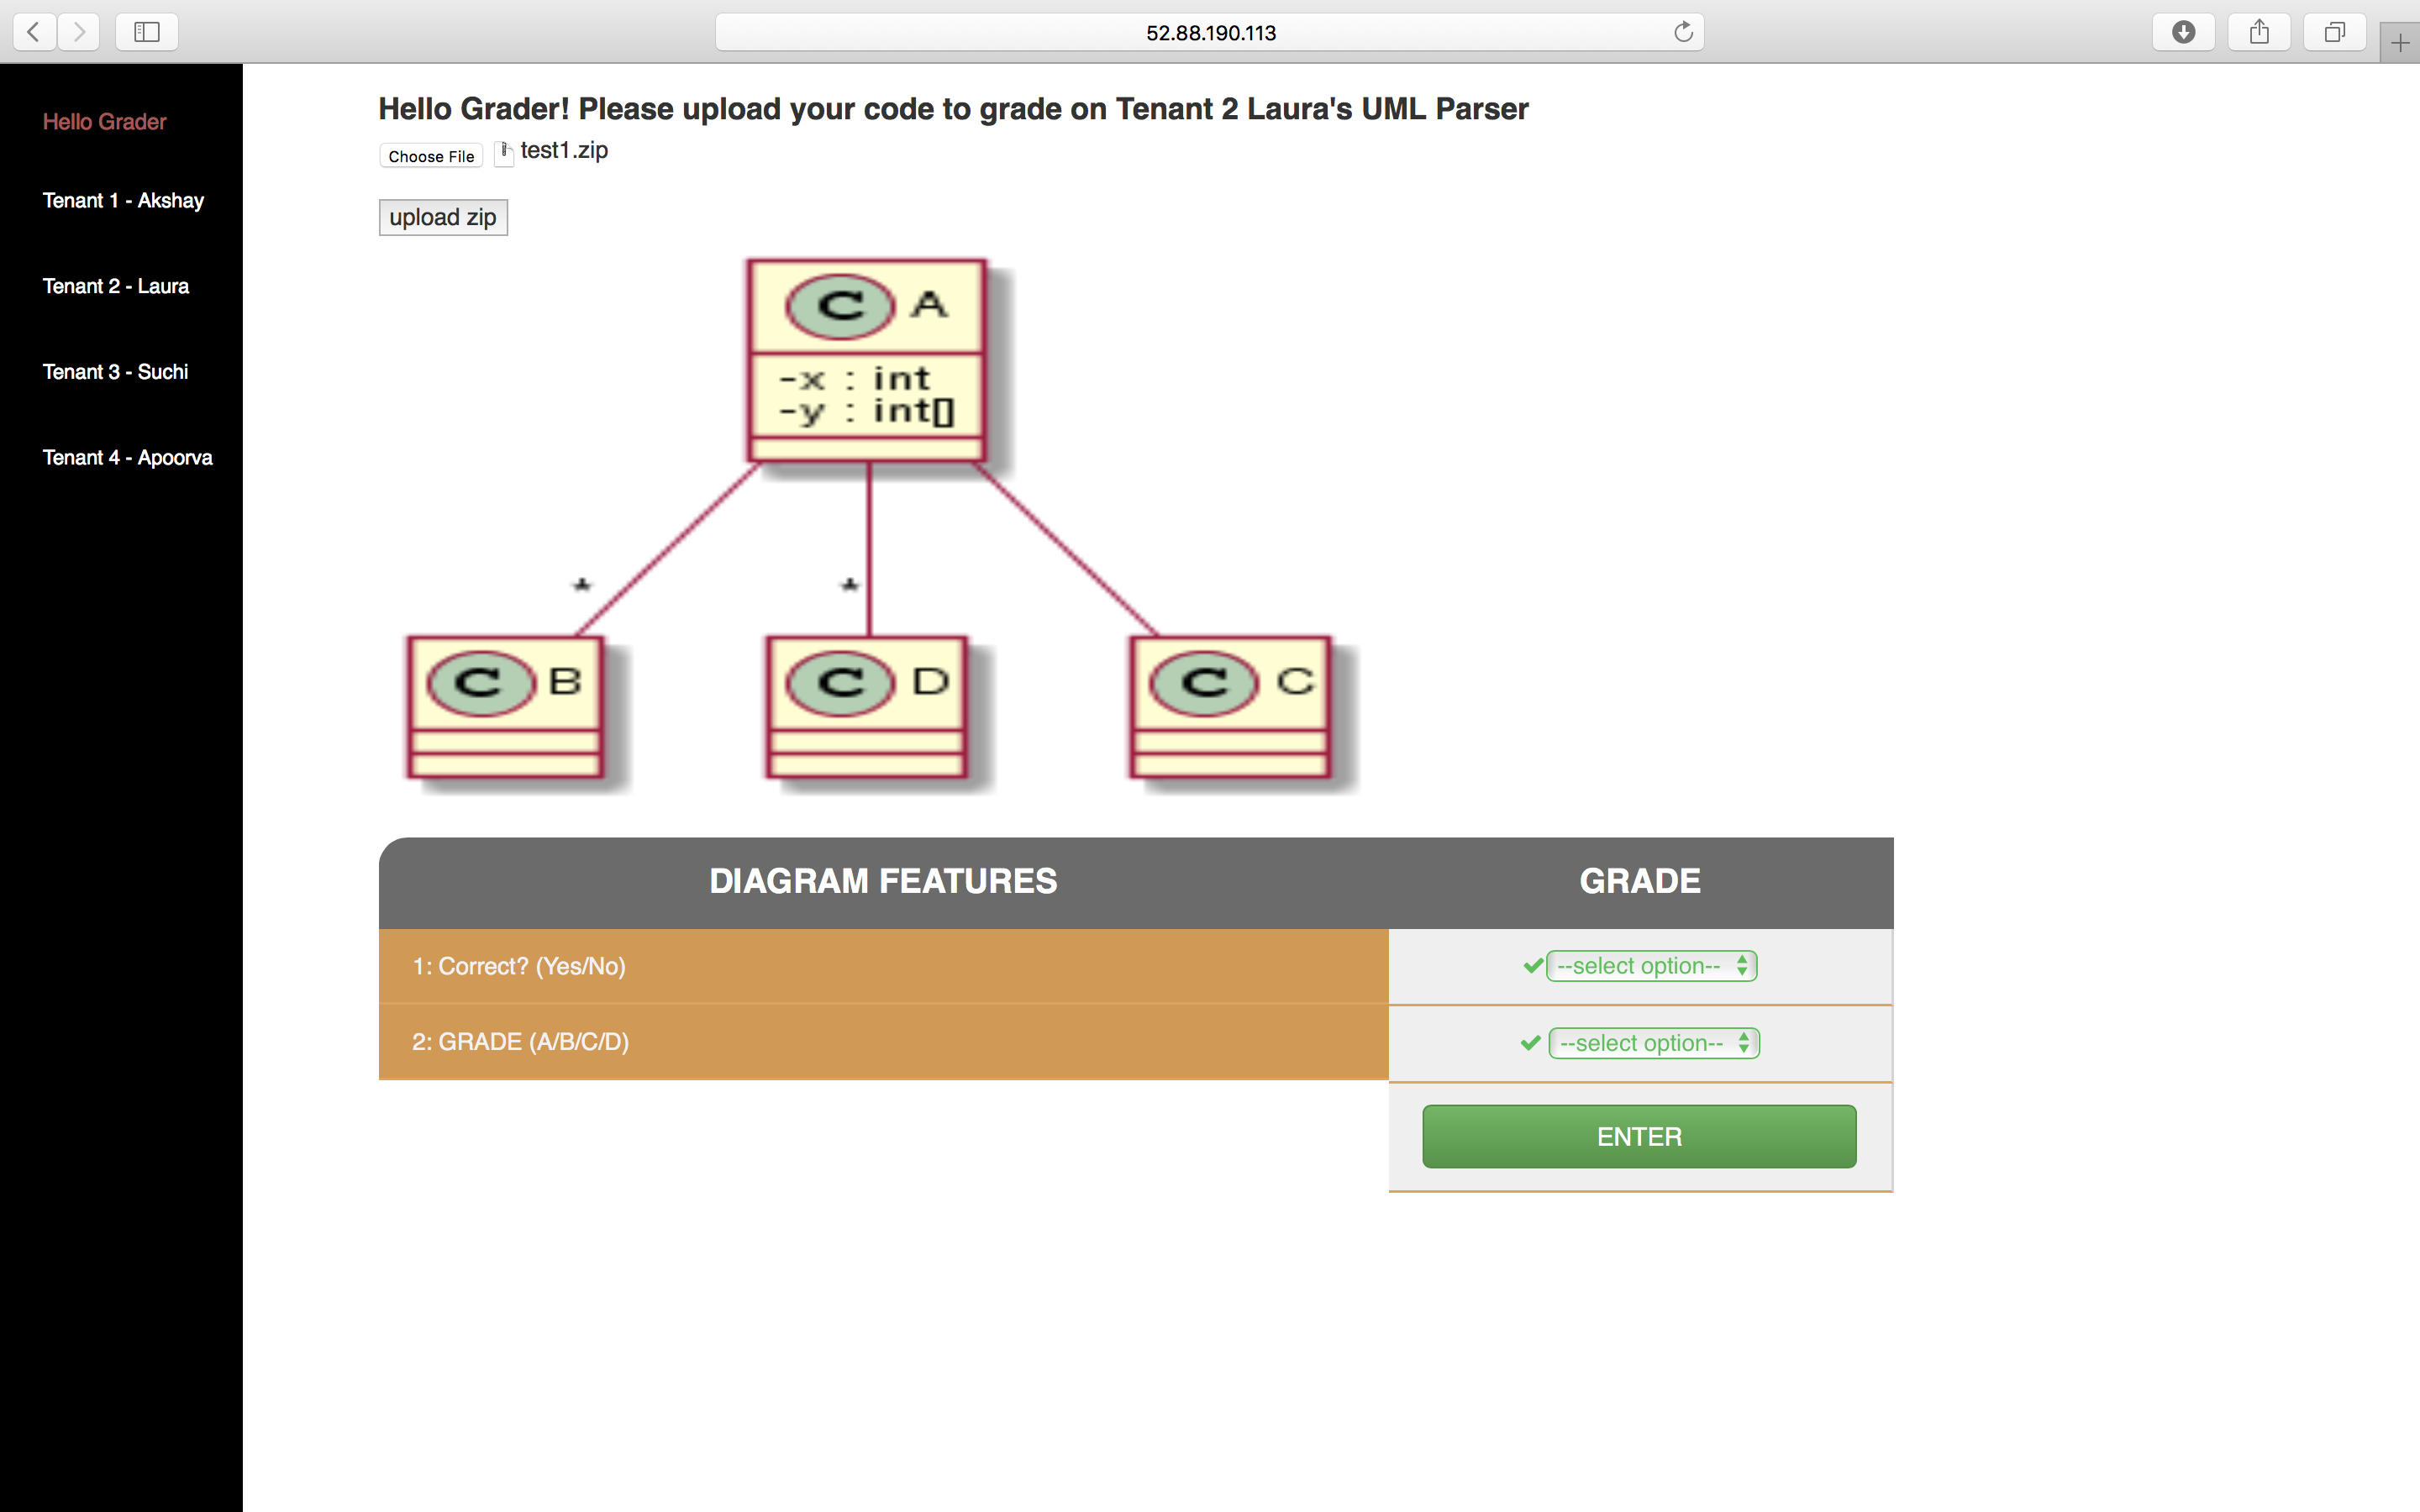 52.88.190.113
Hello Grader
Tenant 1 - Akshay
Tenant 2 - Laura
Tenant 3 - Suchi
Tenant 4 - Apoorva
Hello Grader! Please upload your code to grade on Tenant 2 Laura's UML Parser
Choose File test1.zip
upload zip
C A
-x : int
-y : int[]
* *
C B C D C C
DIAGRAM FEATURES GRADE
1: Correct? (Yes/No) --select option--
2: GRADE (A/B/C/D) --select option--
ENTER